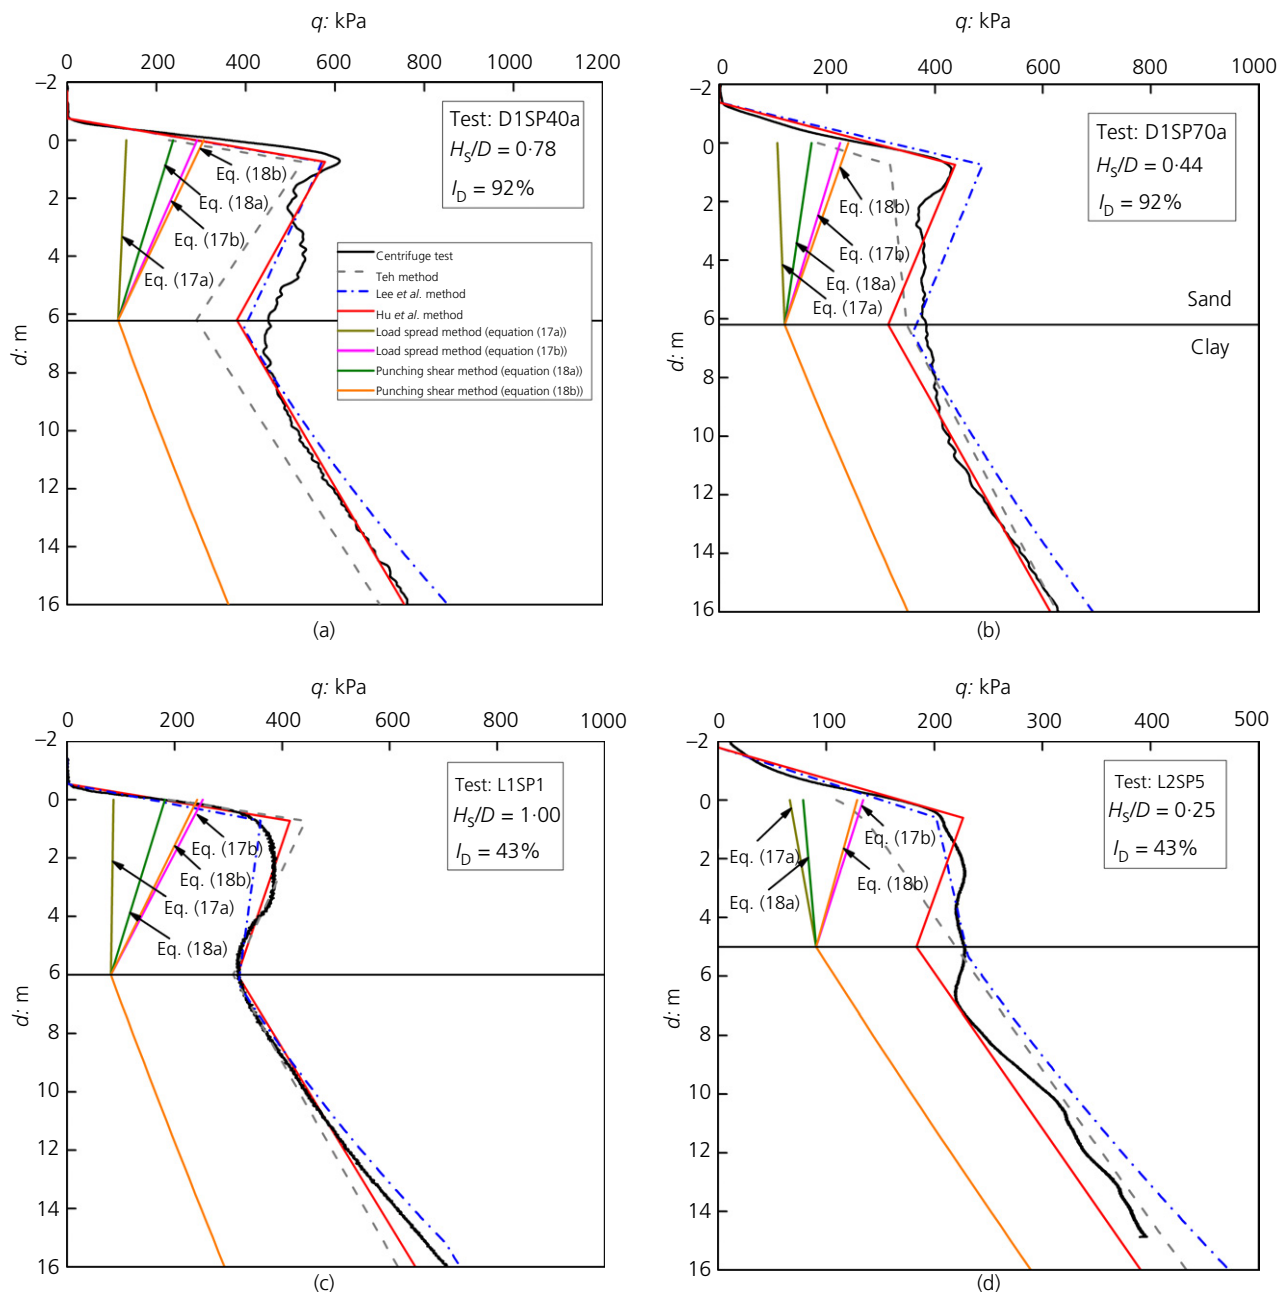 q: kPa
0 200 400 600 800 1000 1200
–2
0
2
4
6
8
10
12
14
16
d: m
Test: D1SP40a
HS/D = 0·78
ID = 92%
Eq. (18b)
Eq. (18a)
Eq. (17b)
Eq. (17a)
Centrifuge test
Teh method
Lee et al. method
Hu et al. method
Load spread method (equation (17a))
Load spread method (equation (17b))
Punching shear method (equation (18a))
Punching shear method (equation (18b))
(a)
q: kPa
0 200 400 600 800 1000
–2
0
2
4
6
8
10
12
14
16
d: m
Test: D1SP70a
HS/D = 0·44
ID = 92%
Eq. (18b)
Eq. (17b)
Eq. (18a)
Eq. (17a)
Sand
Clay
(b)
q: kPa
0 200 400 600 800 1000
–2
0
2
4
6
8
10
12
14
16
d: m
Test: L1SP1
HS/D = 1·00
ID = 43%
Eq. (17b)
Eq. (18b)
Eq. (17a)
Eq. (18a)
(c)
q: kPa
0 100 200 300 400 500
–2
0
2
4
6
8
10
12
14
16
d: m
Test: L2SP5
HS/D = 0·25
ID = 43%
Eq. (17b)
Eq. (17a)
Eq. (18b)
Eq. (18a)
(d)